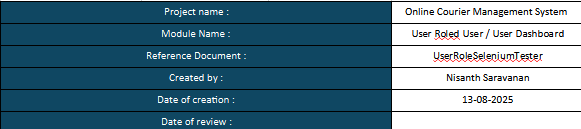 Project name : Online Courier Management System
Module Name : User Roled User / User Dashboard
Reference Document : UserRoleSeleniumTester
Created by : Nisanth Saravanan
Date of creation : 13-08-2025
Date of review :